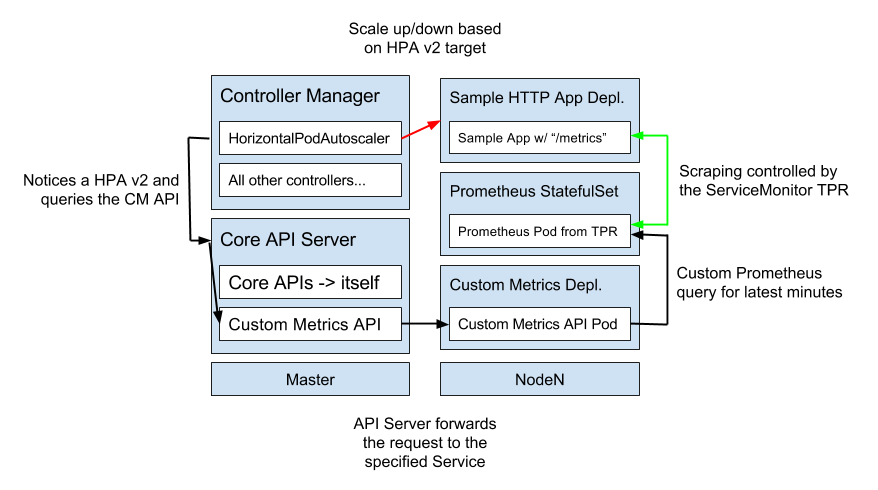 Scale up/down based
on HPA v2 target
Controller Manager
HorizontalPodAutoscaler
All other controllers...
Sample HTTP App Depl.
Sample App w/ “/metrics”
Notices a HPA v2 and
queries the CM API
Scraping controlled by
the ServiceMonitor TPR
Prometheus StatefulSet
Prometheus Pod from TPR
Core API Server
Core APIs -> itself
Custom Metrics API
Custom Metrics Depl.
Custom Metrics API Pod
Custom Prometheus
query for latest minutes
Master
NodeN
API Server forwards
the request to the
specified Service